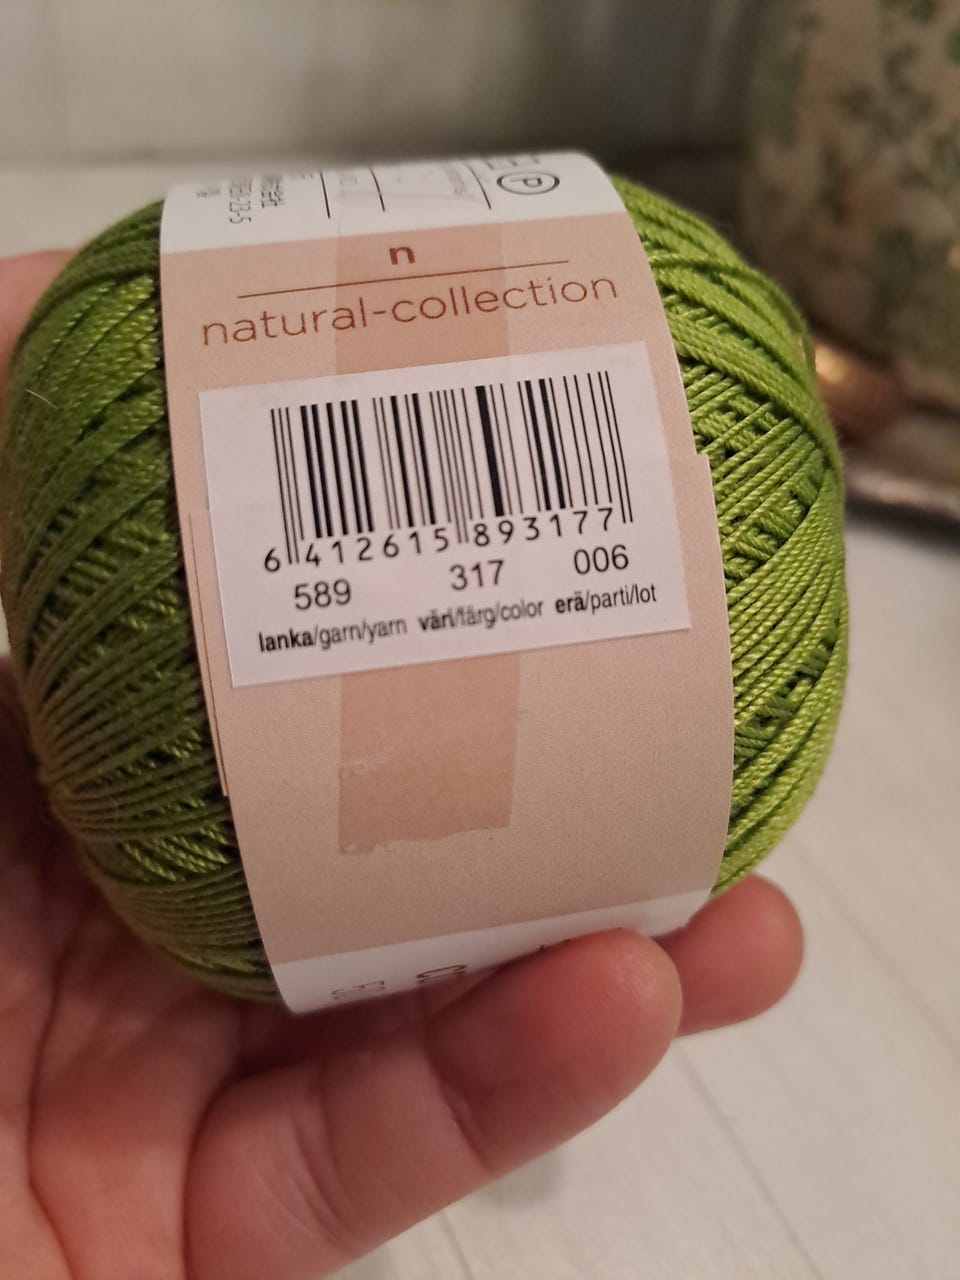 P
n
natural-collection
6 412615 893177
589 317 006
lanka/garn/yarn väri/färg/color erä/parti/lot